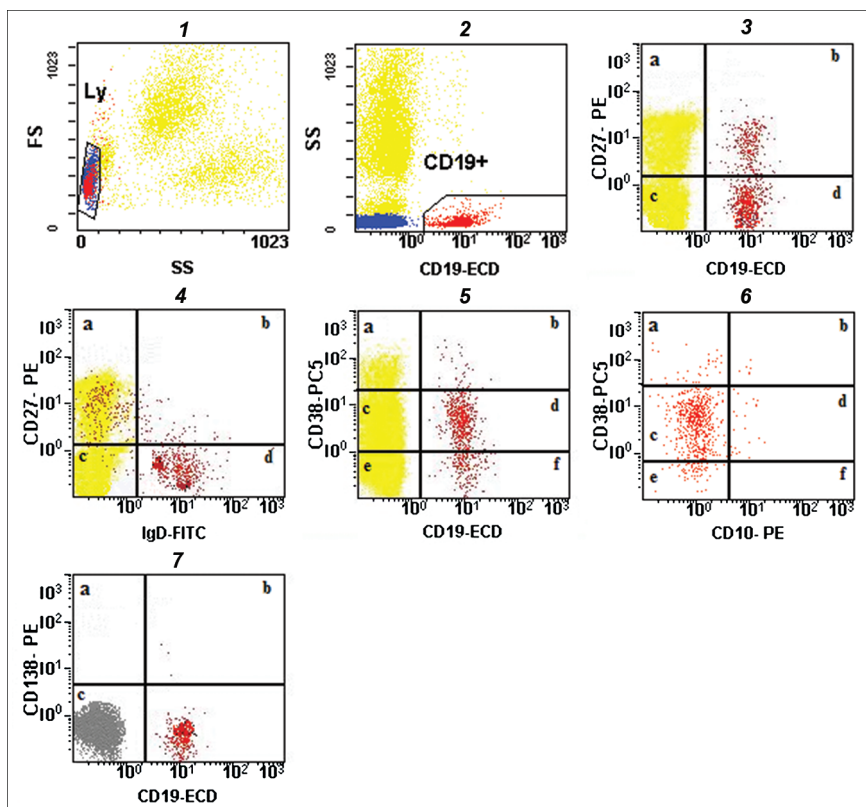 1
1023
Ly
FS
0
0
1023
SS
2
1023
SS
CD19+
0
10⁰ 10¹ 10² 10³
CD19-ECD
3
10³
a
b
10²
CD27- PE
10¹
10⁰
c
d
10⁰ 10¹ 10² 10³
CD19-ECD
4
10³
a
b
10²
CD27- PE
10¹
10⁰
c
d
10⁰ 10¹ 10² 10³
IgD-FITC
5
10³
a
b
10²
CD38-PC5
10¹
c
d
10⁰
e
f
10⁰ 10¹ 10² 10³
CD19-ECD
6
10³
a
b
10²
CD38-PC5
10¹
c
d
10⁰
e
f
10⁰ 10¹ 10² 10³
CD10- PE
7
10³
a
b
10²
CD138- PE
10¹
10⁰
c
10⁰ 10¹ 10² 10³
CD19-ECD